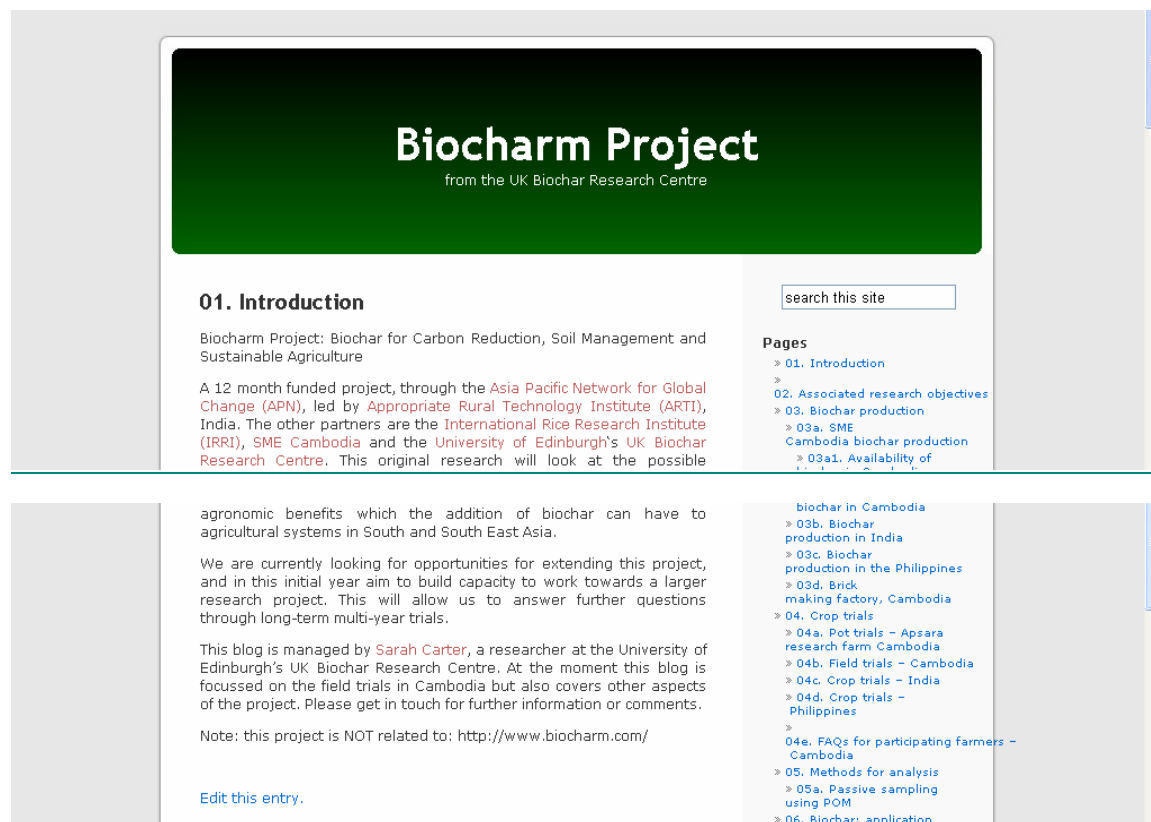 Biocharm Project
from the UK Biochar Research Centre
01. Introduction
Biocharm Project: Biochar for Carbon Reduction, Soil Management and
Sustainable Agriculture
A 12 month funded project, through the Asia Pacific Network for Global
Change (APN), led by Appropriate Rural Technology Institute (ARTI),
India. The other partners are the International Rice Research Institute
(IRRI), SME Cambodia and the University of Edinburgh‘s UK Biochar
Research Centre. This original research will look at the possible
agronomic benefits which the addition of biochar can have to
agricultural systems in South and South East Asia.
We are currently looking for opportunities for extending this project,
and in this initial year aim to build capacity to work towards a larger
research project. This will allow us to answer further questions
through long-term multi-year trials.
This blog is managed by Sarah Carter, a researcher at the University of
Edinburgh’s UK Biochar Research Centre. At the moment this blog is
focussed on the field trials in Cambodia but also covers other aspects
of the project. Please get in touch for further information or comments.
Note: this project is NOT related to: http://www.biocharm.com/
Edit this entry.
search this site
Pages
» 01. Introduction
»
02. Associated research objectives
» 03. Biochar production
» 03a. SME
Cambodia biochar production
» 03a1. Availability of
biochar in Cambodia
» 03b. Biochar
production in India
» 03c. Biochar
production in the Philippines
» 03d. Brick
making factory, Cambodia
» 04. Crop trials
» 04a. Pot trials – Apsara
research farm Cambodia
» 04b. Field trials – Cambodia
» 04c. Crop trials – India
» 04d. Crop trials –
Philippines
»
04e. FAQs for participating farmers –
Cambodia
» 05. Methods for analysis
» 05a. Passive sampling
using POM
» 06. Biochar: application